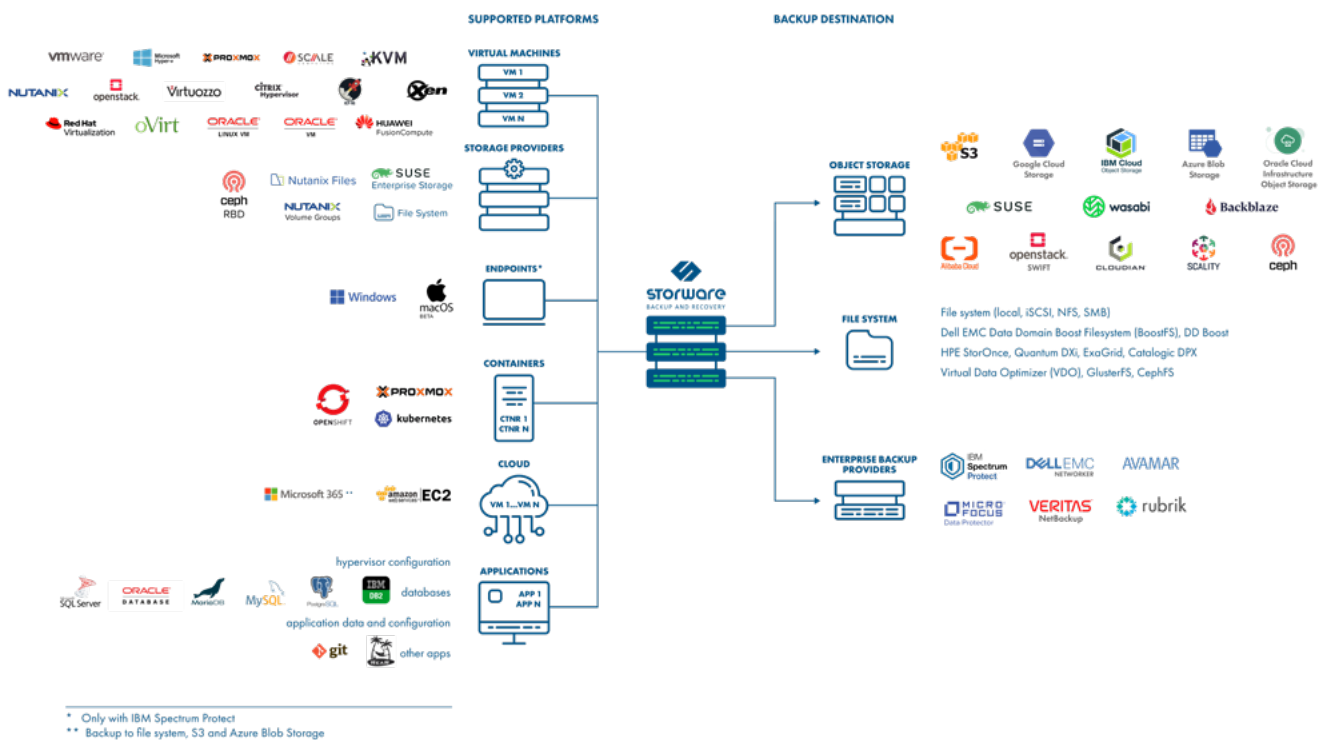 SUPPORTED PLATFORMS
BACKUP DESTINATION
VIRTUAL MACHINES
VM 1
VM 2
VM N
vmware
Microsoft
Hyper-v
PROXMOX
SCALE
COMPUTING
KVM
NUTANIX
openstack.
Virtuozzo
CITRIX
Hypervisor
Xen
Red Hat
Virtualization
oVirt
ORACLE
LINUX VM
ORACLE
VM
HUAWEI
FusionCompute
STORAGE PROVIDERS
ceph
RBD
Nutanix Files
SUSE
Enterprise Storage
NUTANIX
Volume Groups
File System
ENDPOINTS*
Windows
macOS
BETA
CONTAINERS
CTNR 1
CTNR N
OPENSHIFT
PROXMOX
kubernetes
CLOUD
VM 1...VM N
Microsoft 365 **
amazon
web services
EC2
APPLICATIONS
APP 1
APP N
hypervisor configuration
SQL Server
ORACLE
DATABASE
MariaDB
MySQL
PostgreSQL
IBM
DB2
databases
application data and configuration
git
other apps
STORWARE
BACKUP AND RECOVERY
OBJECT STORAGE
S3
Google Cloud
Storage
IBM Cloud
Object Storage
Azure Blob
Storage
Oracle Cloud
Infrastructure
Object Storage
SUSE
wasabi
Backblaze
Alibaba Cloud
openstack.
SWIFT
CLOUDIAN
SCALITY
ceph
FILE SYSTEM
File system (local, iSCSI, NFS, SMB)
Dell EMC Data Domain Boost Filesystem (BoostFS), DD Boost
HPE StorOnce, Quantum DXi, ExaGrid, Catalogic DPX
Virtual Data Optimizer (VDO), GlusterFS, CephFS
ENTERPRISE BACKUP
PROVIDERS
IBM
Spectrum
Protect
DELLEMC
NETWORKER
AVAMAR
MICRO
FOCUS
Data Protector
VERITAS
NetBackup
rubrik
* Only with IBM Spectrum Protect
** Backup to file system, S3 and Azure Blob Storage